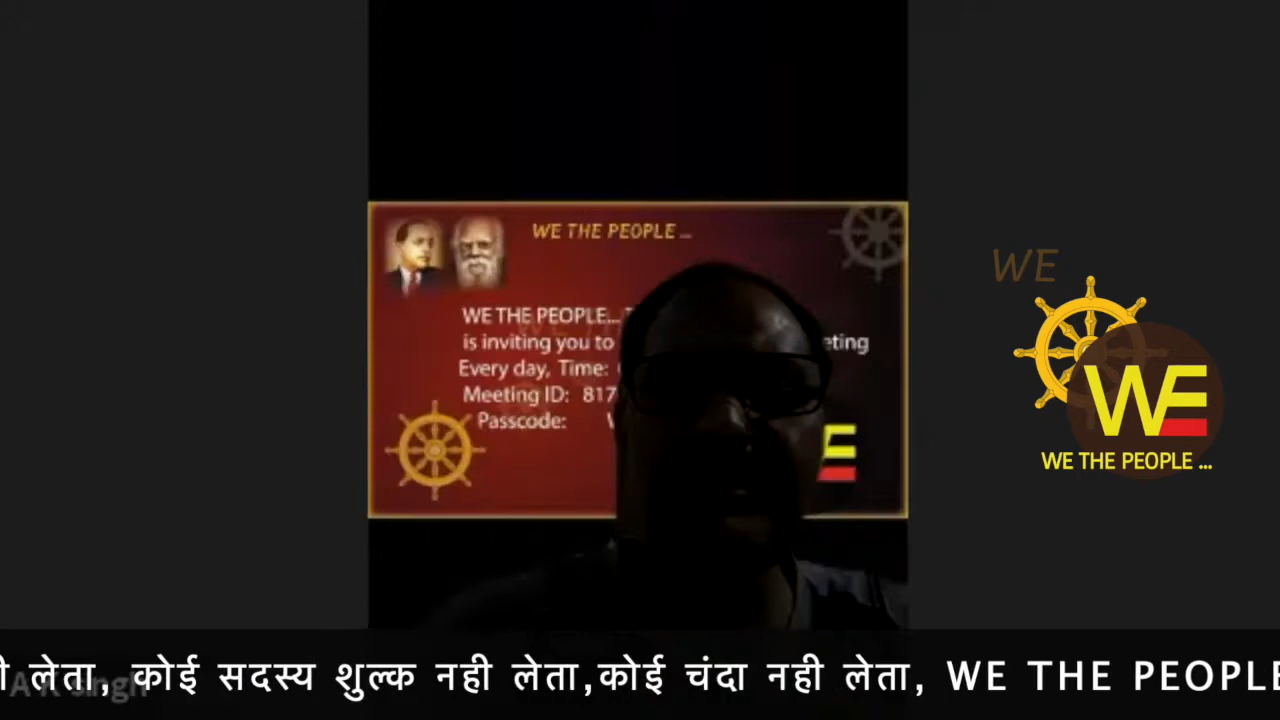 WE THE PEOPLE ...
WE THE PEOPLE...
is inviting you to eting
Every day, Time:
Meeting ID: 817
Passcode:
E
WE
WE
WE THE PEOPLE ...
ी लेता, कोई सदस्य शुल्क नही लेता,कोई चंदा नही लेता, WE THE PEOPLE
A K Singh